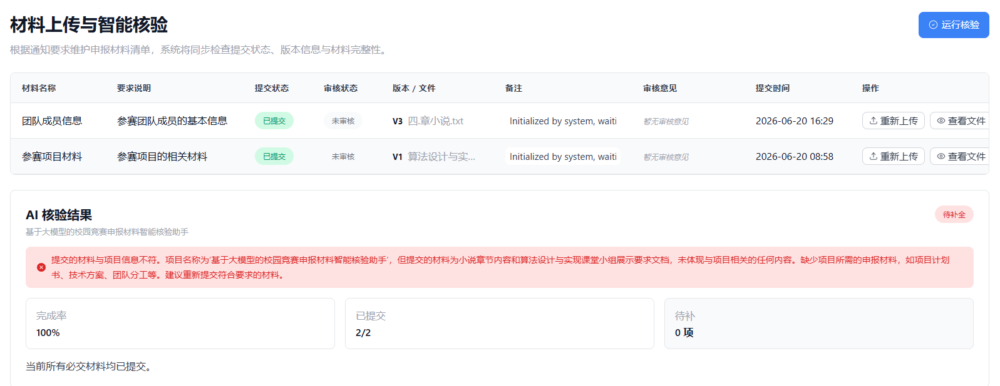 材料上传与智能核验
运行核验
根据通知要求维护申报材料清单，系统将同步检查提交状态、版本信息与材料完整性。
材料名称 要求说明 提交状态 审核状态 版本 / 文件 备注 审核意见 提交时间 操作
团队成员信息 参赛团队成员的基本信息 已提交 未审核 V3 四.章小说.txt Initialized by system, waiti 暂无审核意见 2026-06-20 16:29 重新上传 查看文件
参赛项目材料 参赛项目的相关材料 已提交 未审核 V1 算法设计与实... Initialized by system, waiti 暂无审核意见 2026-06-20 08:58 重新上传 查看文件
AI 核验结果
待补全
基于大模型的校园竞赛申报材料智能核验助手
提交的材料与项目信息不符。项目名称为'基于大模型的校园竞赛申报材料智能核验助手'，但提交的材料为小说章节内容和算法设计与实现课堂小组展示要求文档，未体现与项目相关的任何内容。缺少项目所需的申报材料，如项目计划
书、技术方案、团队分工等。建议重新提交符合要求的材料。
完成率 已提交 待补
100% 2/2 0 项
当前所有必交材料均已提交。